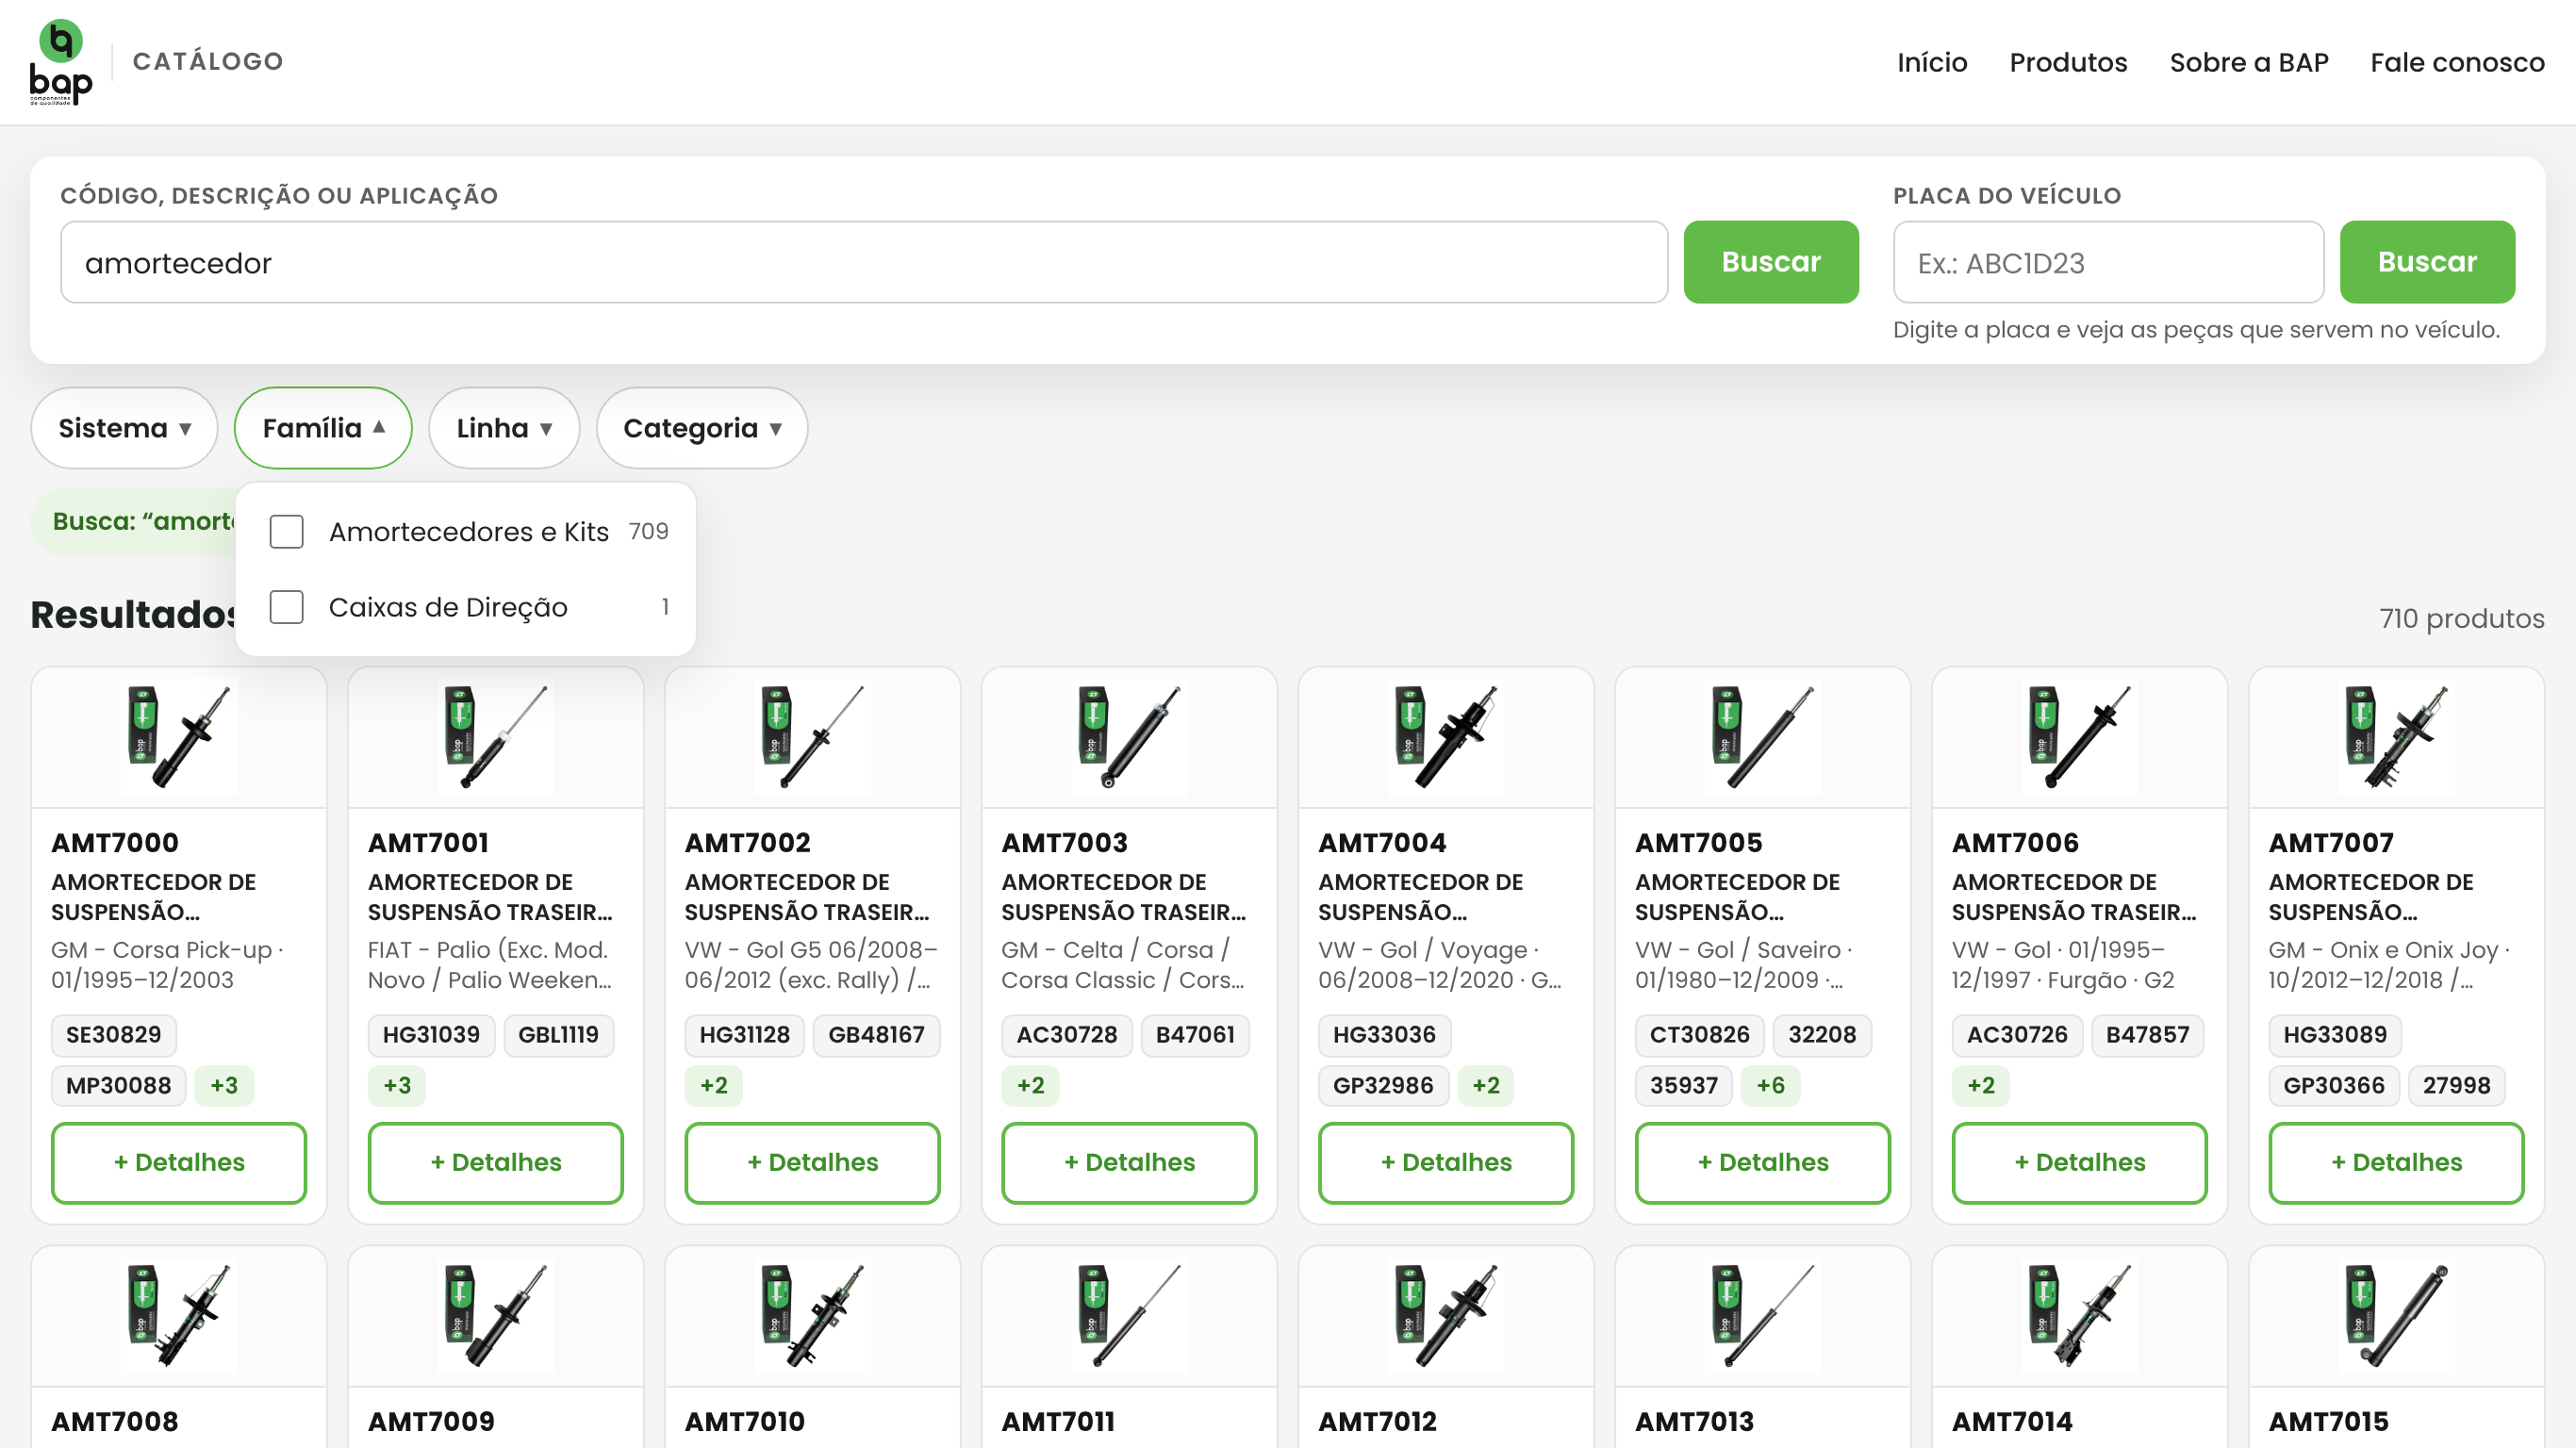 bap
componentes
de qualidade
CATÁLOGO
Início
Produtos
Sobre a BAP
Fale conosco
CÓDIGO, DESCRIÇÃO OU APLICAÇÃO
amortecedor
Buscar
PLACA DO VEÍCULO
Ex.: ABC1D23
Buscar
Digite a placa e veja as peças que servem no veículo.
Sistema ▾
Família ▴
Linha ▾
Categoria ▾
Busca: “amort
Amortecedores e Kits 709
Caixas de Direção 1
Resultados
710 produtos
AMT7000
AMORTECEDOR DE
SUSPENSÃO…
GM - Corsa Pick-up ·
01/1995–12/2003
SE30829
MP30088 +3
+ Detalhes
AMT7001
AMORTECEDOR DE
SUSPENSÃO TRASEIR…
FIAT - Palio (Exc. Mod.
Novo / Palio Weeken…
HG31039 GBL1119
+3
+ Detalhes
AMT7002
AMORTECEDOR DE
SUSPENSÃO TRASEIR…
VW - Gol G5 06/2008–
06/2012 (exc. Rally) /…
HG31128 GB48167
+2
+ Detalhes
AMT7003
AMORTECEDOR DE
SUSPENSÃO TRASEIR…
GM - Celta / Corsa /
Corsa Classic / Cors…
AC30728 B47061
+2
+ Detalhes
AMT7004
AMORTECEDOR DE
SUSPENSÃO…
VW - Gol / Voyage ·
06/2008–12/2020 · G…
HG33036
GP32986 +2
+ Detalhes
AMT7005
AMORTECEDOR DE
SUSPENSÃO…
VW - Gol / Saveiro ·
01/1980–12/2009 ·…
CT30826 32208
35937 +6
+ Detalhes
AMT7006
AMORTECEDOR DE
SUSPENSÃO TRASEIR…
VW - Gol · 01/1995–
12/1997 · Furgão · G2
AC30726 B47857
+2
+ Detalhes
AMT7007
AMORTECEDOR DE
SUSPENSÃO…
GM - Onix e Onix Joy ·
10/2012–12/2018 /…
HG33089
GP30366 27998
+ Detalhes
AMT7008
AMT7009
AMT7010
AMT7011
AMT7012
AMT7013
AMT7014
AMT7015